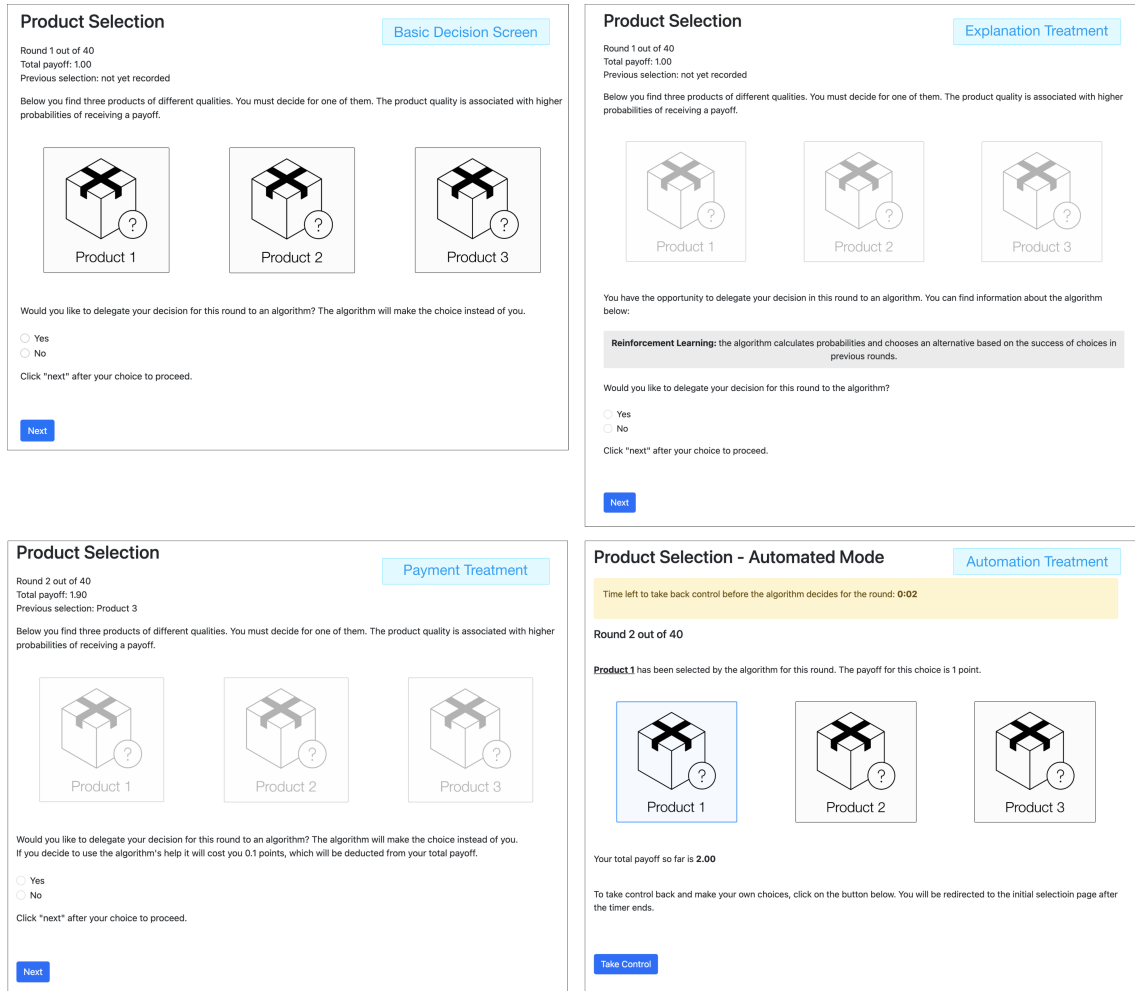 Product Selection
Basic Decision Screen
Round 1 out of 40
Total payoff: 1.00
Previous selection: not yet recorded
Below you find three products of different qualities. You must decide for one of them. The product quality is associated with higher
probabilities of receiving a payoff.
? ? ?
Product 1 Product 2 Product 3
Would you like to delegate your decision for this round to an algorithm? The algorithm will make the choice instead of you.
Yes
No
Click "next" after your choice to proceed.
Next
Product Selection
Explanation Treatment
Round 1 out of 40
Total payoff: 1.00
Previous selection: not yet recorded
Below you find three products of different qualities. You must decide for one of them. The product quality is associated with higher
probabilities of receiving a payoff.
? ? ?
Product 1 Product 2 Product 3
You have the opportunity to delegate your decision in this round to an algorithm. You can find information about the algorithm
below:
Reinforcement Learning: the algorithm calculates probabilities and chooses an alternative based on the success of choices in
previous rounds.
Would you like to delegate your decision for this round to the algorithm?
Yes
No
Click "next" after your choice to proceed.
Next
Product Selection
Payment Treatment
Round 2 out of 40
Total payoff: 1.90
Previous selection: Product 3
Below you find three products of different qualities. You must decide for one of them. The product quality is associated with higher
probabilities of receiving a payoff.
? ? ?
Product 1 Product 2 Product 3
Would you like to delegate your decision for this round to an algorithm? The algorithm will make the choice instead of you.
If you decide to use the algorithm's help it will cost you 0.1 points, which will be deducted from your total payoff.
Yes
No
Click "next" after your choice to proceed.
Next
Product Selection - Automated Mode
Automation Treatment
Time left to take back control before the algorithm decides for the round: 0:02
Round 2 out of 40
Product 1 has been selected by the algorithm for this round. The payoff for this choice is 1 point.
? ? ?
Product 1 Product 2 Product 3
Your total payoff so far is 2.00
To take control back and make your own choices, click on the button below. You will be redirected to the initial selectioin page after
the timer ends.
Take Control